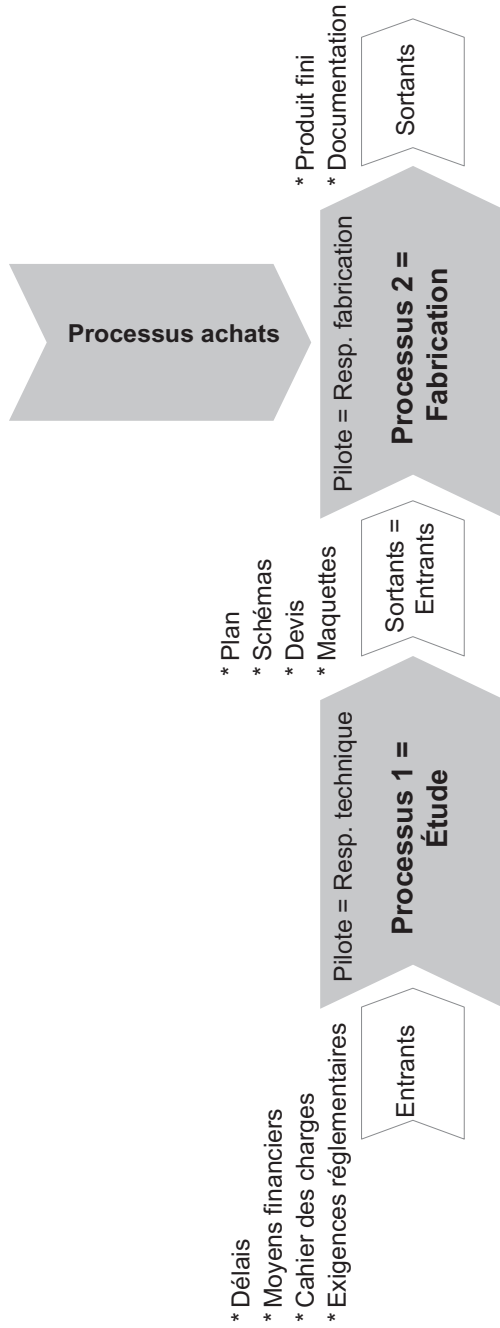 * Délais
* Moyens financiers
* Cahier des charges
* Exigences réglementaires
Entrants
Pilote = Resp. technique
Processus 1 =
Étude
* Plan
* Schémas
* Devis
* Maquettes
Sortants =
Entrants
Processus achats
Pilote = Resp. fabrication
Processus 2 =
Fabrication
* Produit fini
* Documentation
Sortants